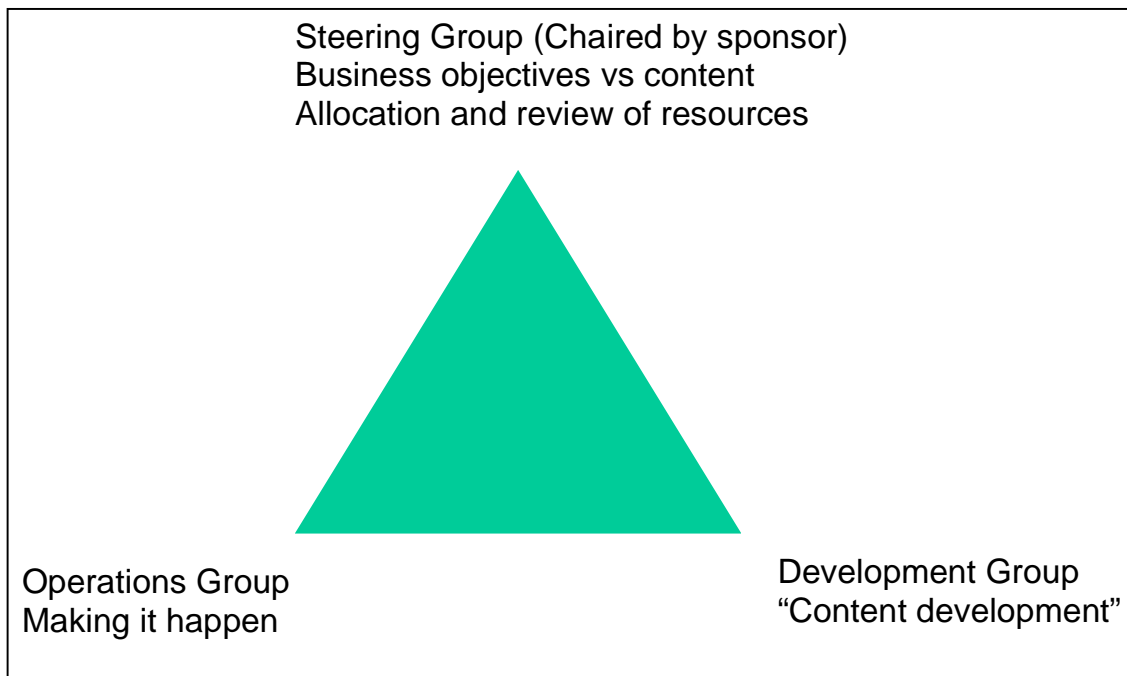 Steering Group (Chaired by sponsor)
Business objectives vs content
Allocation and review of resources
Operations Group
Making it happen
Development Group
“Content development”